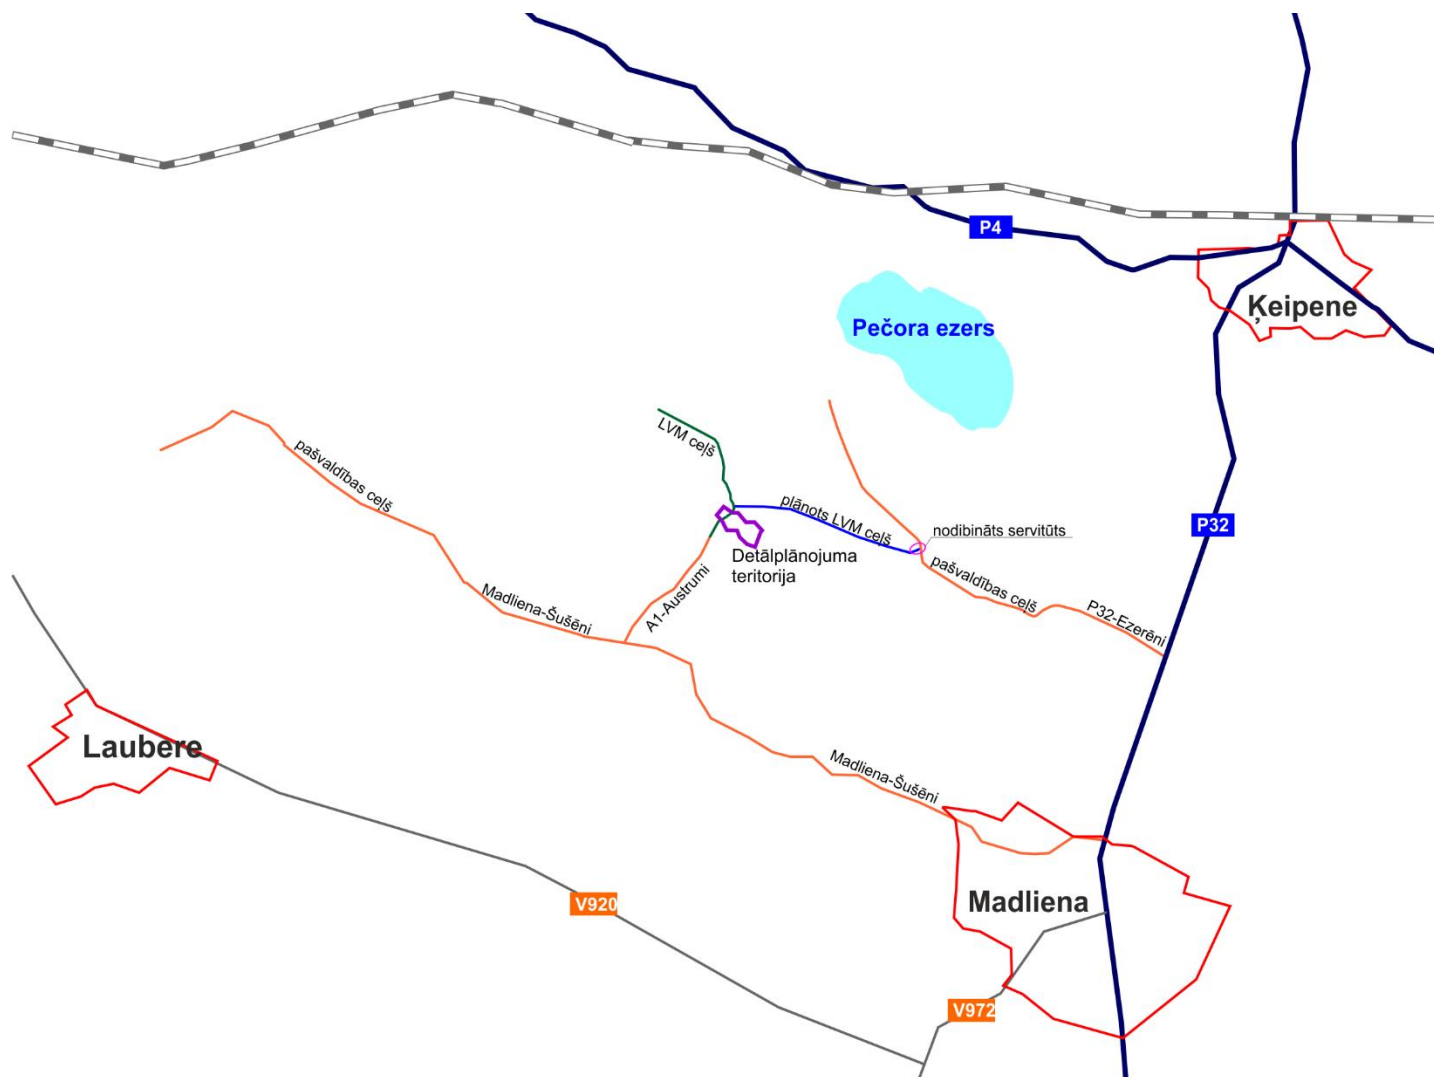 P4
Ķeipene
Pečora ezers
LVM ceļš
pašvaldības ceļš
plānots LVM ceļš
nodibināts servitūts
P32
Detālplānojuma
teritorija
pašvaldības ceļš
A1-Austrumi
Madliena-Šušēni
P32-Ezerēni
Laubere
Madliena-Šušēni
V920
Madliena
V972